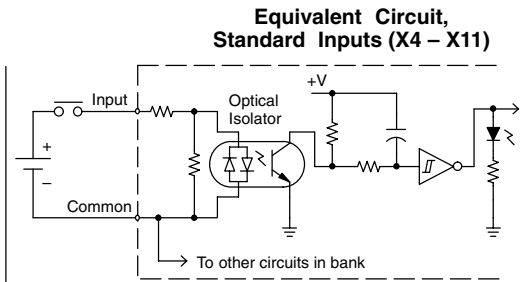 Equivalent Circuit,
Standard Inputs (X4 – X11)
+V
Input
Optical
Isolator
+
–
Common
To other circuits in bank